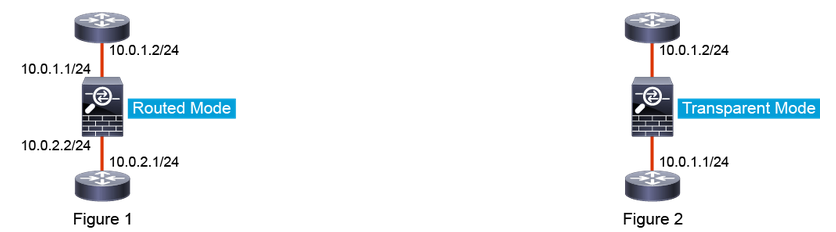 10.0.1.2/24
10.0.1.1/24
Routed Mode
10.0.2.2/24
10.0.2.1/24
Figure 1
10.0.1.2/24
Transparent Mode
10.0.1.1/24
Figure 2